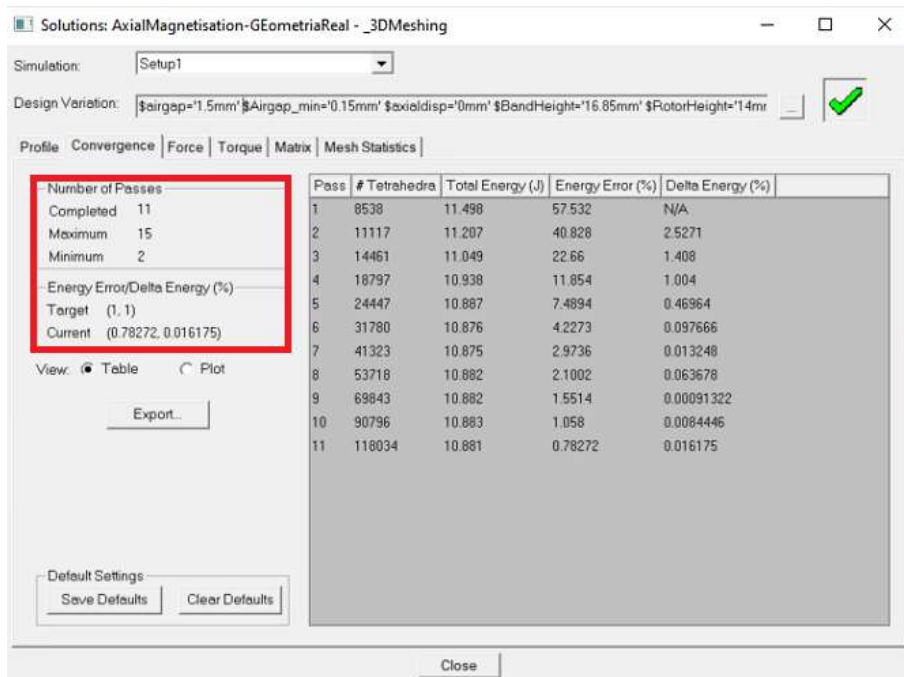 Solutions: AxialMagnetisation-GEometriaReal - _3DMeshing
Simulation: Setup1
Design Variation: $airgap='1.5mm' $Airgap_min='0.15mm' $axialdisp='0mm' $BandHeight='16.85mm' $RotorHeight='14mm
...
Profile Convergence Force Torque Matrix Mesh Statistics
Number of Passes
Completed 11
Maximum 15
Minimum 2
Energy Error/Delta Energy (%)
Target (1, 1)
Current (0.78272, 0.016175)
View: Table Plot
Export...
Pass # Tetrahedra Total Energy (J) Energy Error (%) Delta Energy (%)
1 8538 11.498 57.532 N/A
2 11117 11.207 40.828 2.5271
3 14461 11.049 22.66 1.408
4 18797 10.938 11.854 1.004
5 24447 10.887 7.4894 0.46964
6 31780 10.876 4.2273 0.097666
7 41323 10.875 2.9736 0.013248
8 53718 10.882 2.1002 0.063678
9 69843 10.882 1.5514 0.00091322
10 90796 10.883 1.058 0.0084446
11 118034 10.881 0.78272 0.016175
Default Settings
Save Defaults Clear Defaults
Close